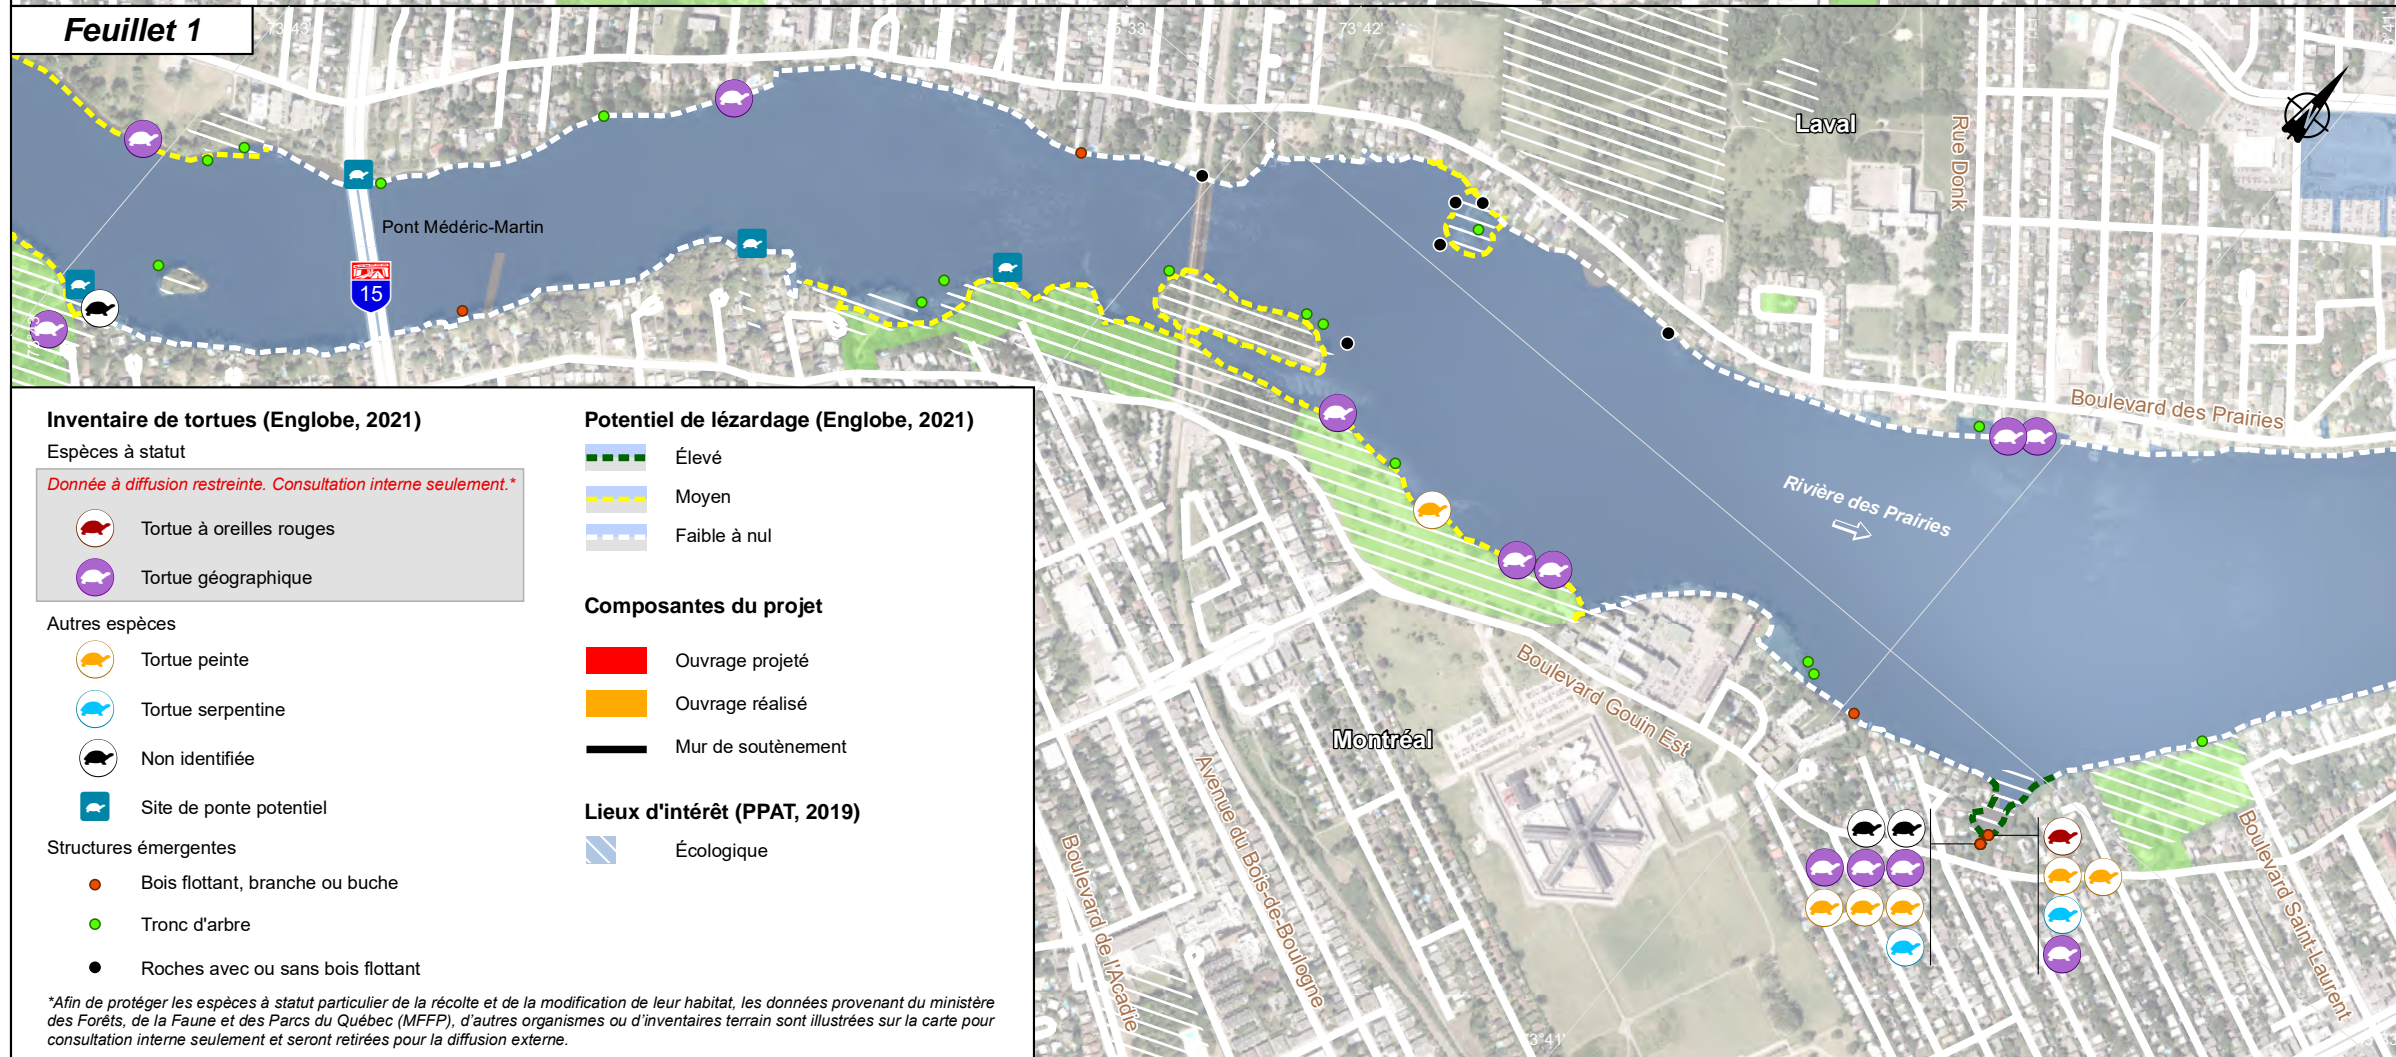 Feuillet 1
73°43'
45°33'
73°42'
Laval
Rue Donk
Pont Médéric-Martin
15
Boulevard des Prairies
Rivière des Prairies
Boulevard Gouin Est
Montréal
Avenue du Bois-de-Boulogne
Boulevard de l'Acadie
Boulevard Saint-Laurent
73°41'
Inventaire de tortues (Englobe, 2021)
Espèces à statut
Donnée à diffusion restreinte. Consultation interne seulement.*
Tortue à oreilles rouges
Tortue géographique
Autres espèces
Tortue peinte
Tortue serpentine
Non identifiée
Site de ponte potentiel
Structures émergentes
Bois flottant, branche ou buche
Tronc d'arbre
Roches avec ou sans bois flottant
Potentiel de lézardage (Englobe, 2021)
Élevé
Moyen
Faible à nul
Composantes du projet
Ouvrage projeté
Ouvrage réalisé
Mur de soutènement
Lieux d'intérêt (PPAT, 2019)
Écologique
*Afin de protéger les espèces à statut particulier de la récolte et de la modification de leur habitat, les données provenant du ministère
des Forêts, de la Faune et des Parcs du Québec (MFFP), d'autres organismes ou d'inventaires terrain sont illustrées sur la carte pour
consultation interne seulement et seront retirées pour la diffusion externe.